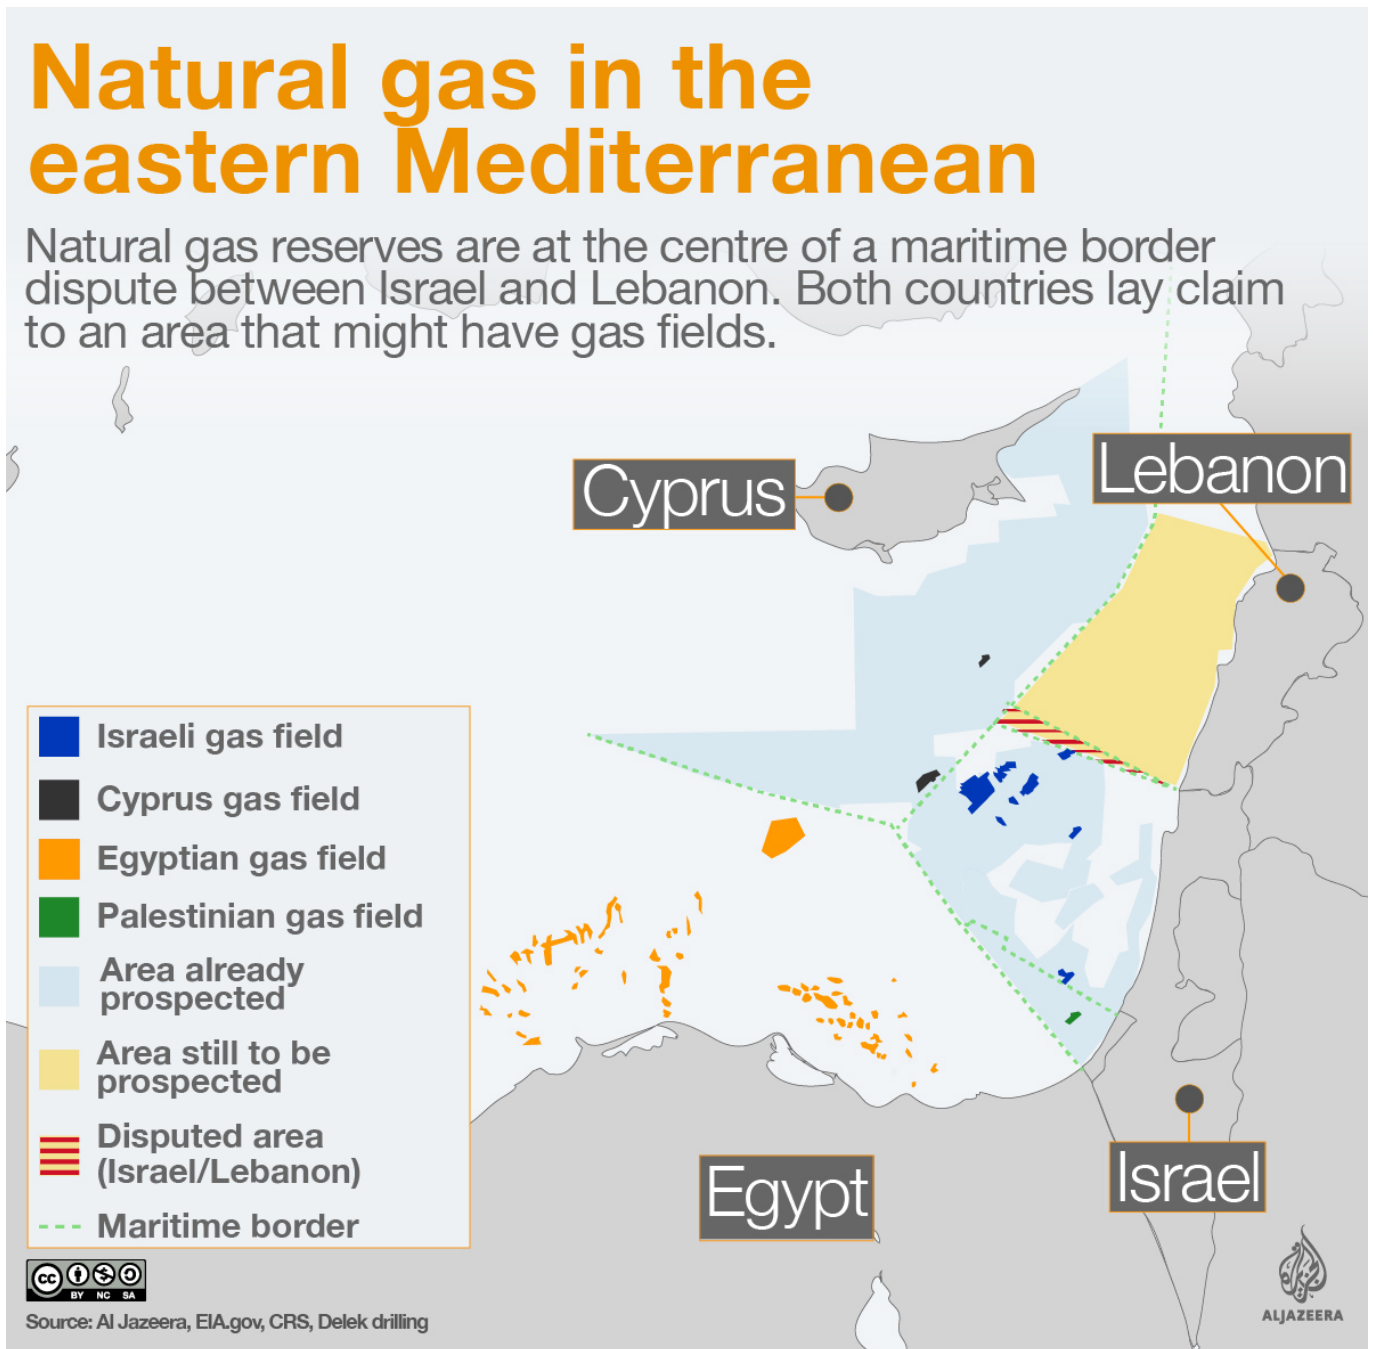 Natural gas in the
eastern Mediterranean
Natural gas reserves are at the centre of a maritime border
dispute between Israel and Lebanon. Both countries lay claim
to an area that might have gas fields.
Lebanon
Cyprus
Israeli gas field
Cyprus gas field
Egyptian gas field
Palestinian gas field
Area already
prospected
Area still to be
prospected
Disputed area
(Israel/Lebanon)
Maritime border
Egypt
Israel
cc
BY NC SA
Source: Al Jazeera, EIA.gov, CRS, Delek drilling
ALJAZEERA